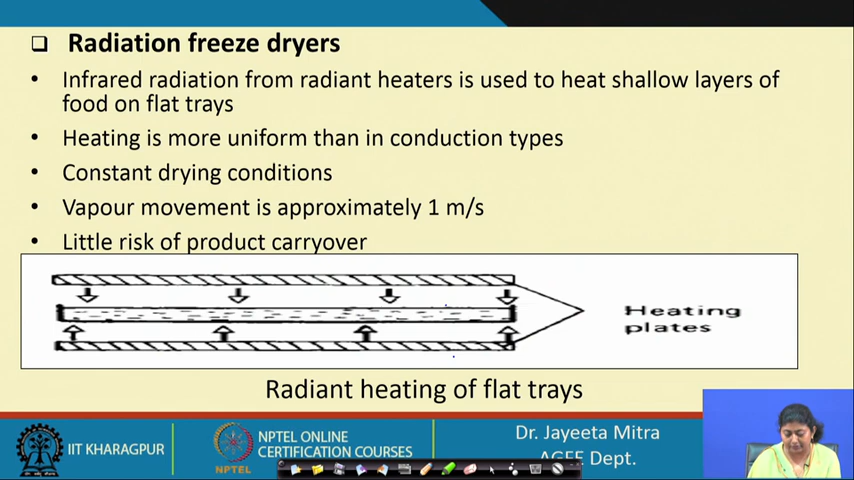 Radiation freeze dryers
Infrared radiation from radiant heaters is used to heat shallow layers of
food on flat trays
Heating is more uniform than in conduction types
Constant drying conditions
Vapour movement is approximately 1 m/s
Little risk of product carryover
Heating
plates
Radiant heating of flat trays
IIT KHARAGPUR
NPTEL
NPTEL ONLINE
CERTIFICATION COURSES
Dr. Jayeeta Mitra
AGFE Dept.